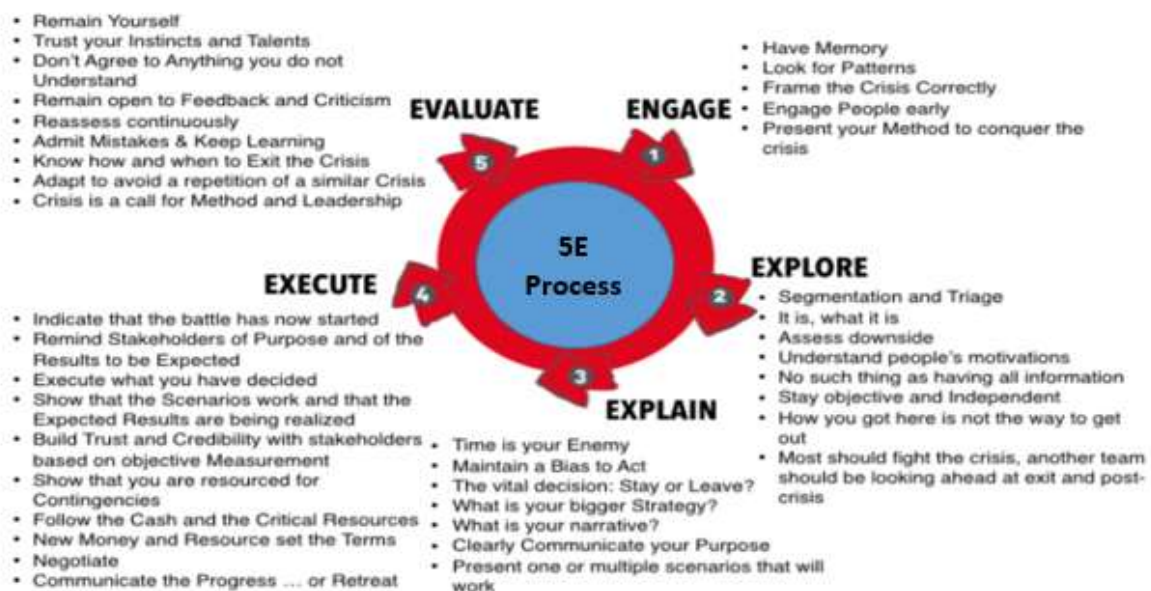 ENGAGE
1
• Have Memory
• Look for Patterns
• Frame the Crisis Correctly
• Engage People early
• Present your Method to conquer the
crisis
EXPLORE
2
• Segmentation and Triage
• It is, what it is
• Assess downside
• Understand people's motivations
• No such thing as having all information
• Stay objective and Independent
• How you got here is not the way to get
out
• Most should fight the crisis, another team
should be looking ahead at exit and post-
crisis
3
EXPLAIN
• Time is your Enemy
• Maintain a Bias to Act
• The vital decision: Stay or Leave?
• What is your bigger Strategy?
• What is your narrative?
• Clearly Communicate your Purpose
• Present one or multiple scenarios that will
work
EXECUTE
4
• Indicate that the battle has now started
• Remind Stakeholders of Purpose and of the
Results to be Expected
• Execute what you have decided
• Show that the Scenarios work and that the
Expected Results are being realized
• Build Trust and Credibility with stakeholders
based on objective Measurement
• Show that you are resourced for
Contingencies
• Follow the Cash and the Critical Resources
• New Money and Resource set the Terms
• Negotiate
• Communicate the Progress ... or Retreat
EVALUATE
5
• Remain Yourself
• Trust your Instincts and Talents
• Don't Agree to Anything you do not
Understand
• Remain open to Feedback and Criticism
• Reassess continuously
• Admit Mistakes & Keep Learning
• Know how and when to Exit the Crisis
• Adapt to avoid a repetition of a similar Crisis
• Crisis is a call for Method and Leadership
5E
Process